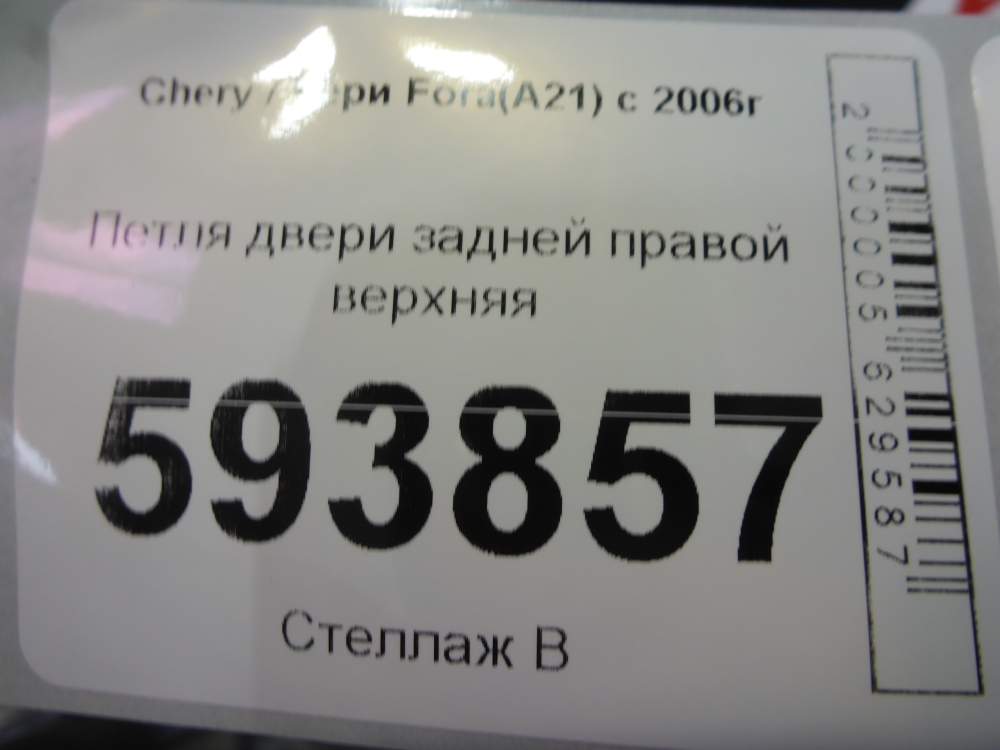 Chery Fora(A21) с 2006г
Петля двери задней правой
верхняя
593857
Стеллаж В
2000005629587